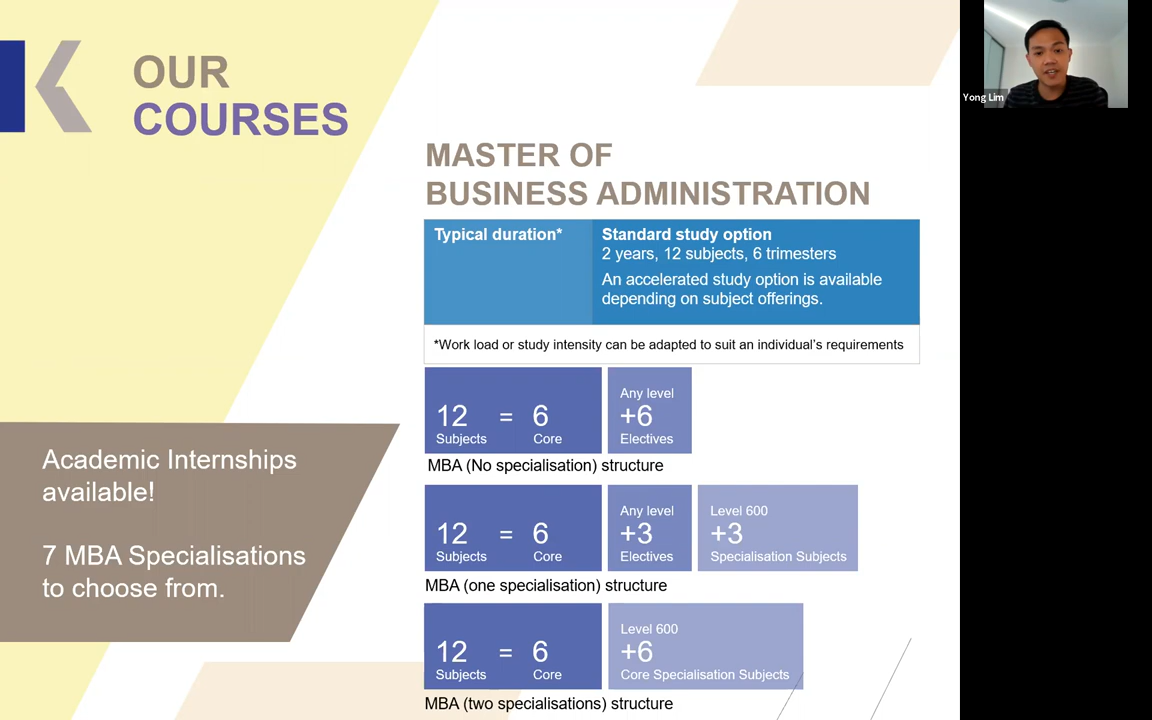 OUR
COURSES
MASTER OF
BUSINESS ADMINISTRATION
Typical duration*
Standard study option
2 years, 12 subjects, 6 trimesters
An accelerated study option is available
depending on subject offerings.
*Work load or study intensity can be adapted to suit an individual's requirements
12 = 6
Subjects Core
Any level
+6
Electives
MBA (No specialisation) structure
12 = 6
Subjects Core
Any level
+3
Electives
Level 600
+3
Specialisation Subjects
MBA (one specialisation) structure
12 = 6
Subjects Core
Level 600
+6
Core Specialisation Subjects
MBA (two specialisations) structure
Academic Internships
available!
7 MBA Specialisations
to choose from.
Yong Lim